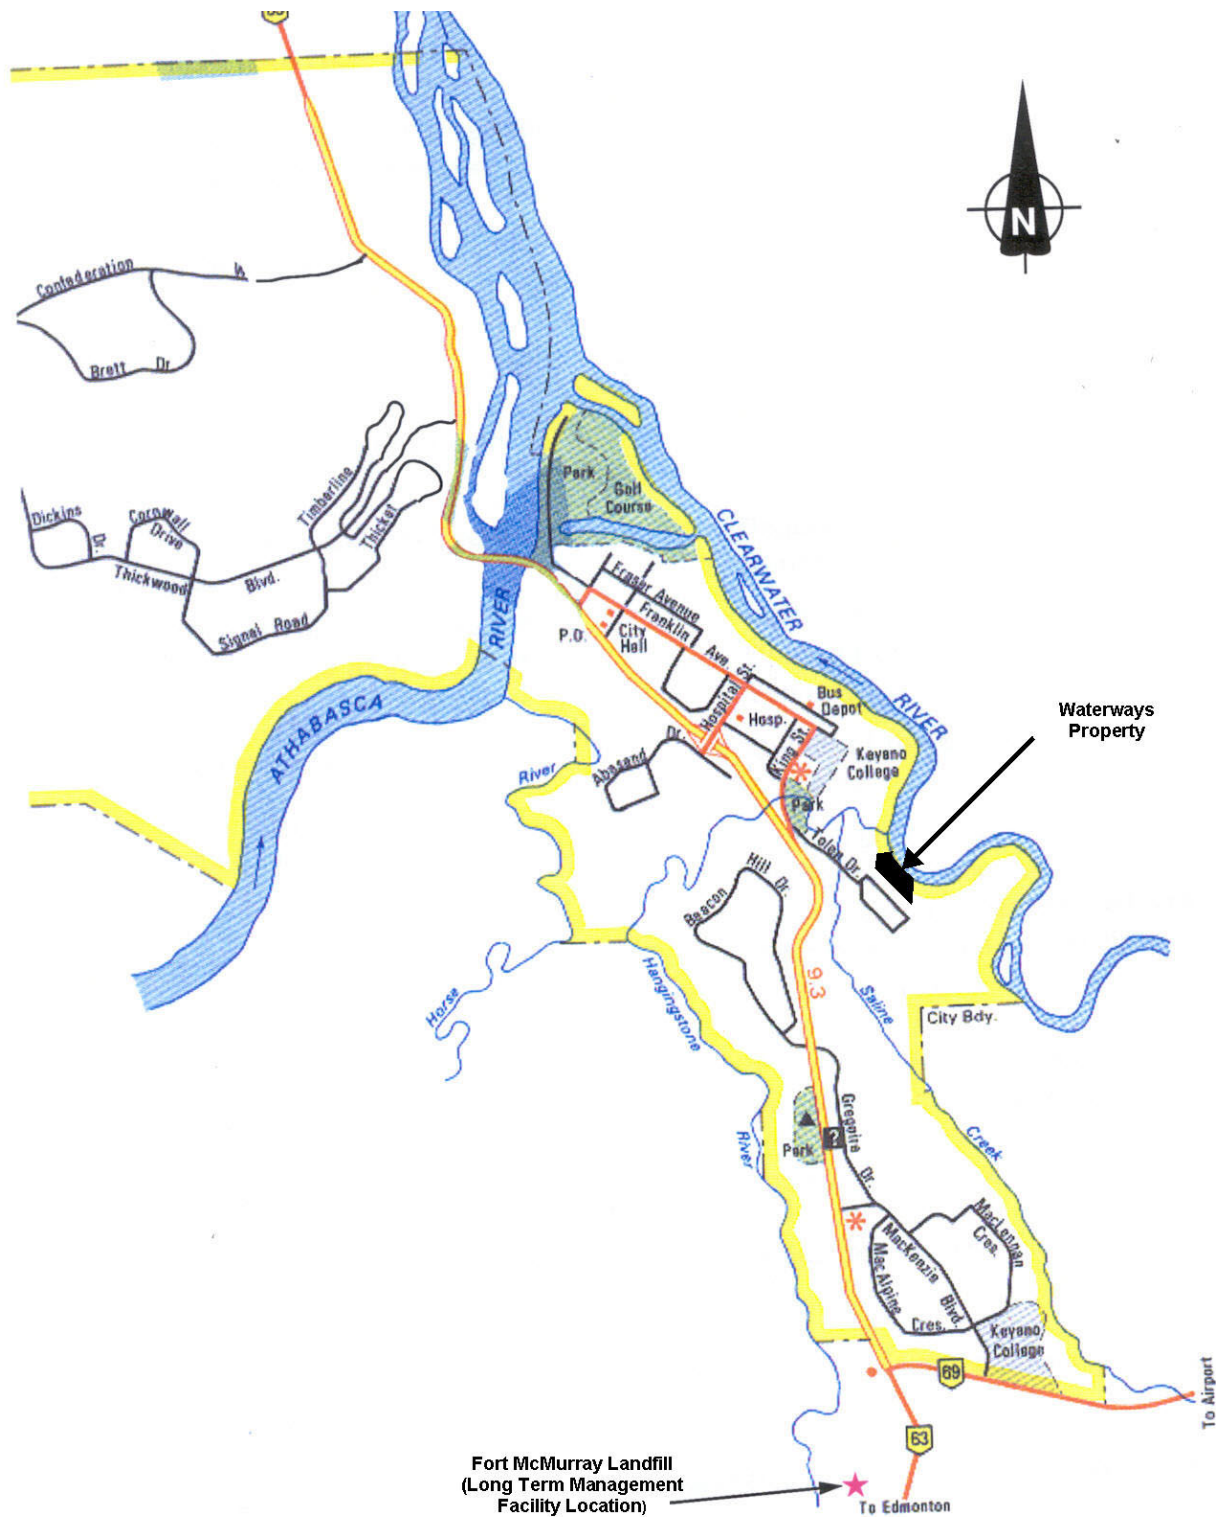 N
Confederation
W
Brett Dr
Park
Golf
Course
Timberline
Thicket
Dickins
Dr.
Cornwall
Drive
Thickwood
Blvd.
Signal Road
CLEARWATER
RIVER
RIVER
ATHABASCA
Fraser Avenue
Franklin
Ave.
P.O.
City
Hall
Hospital St.
Hosp.
Bus
Depot
King St.
Keyano
College
Waterways
Property
Abasand
Dr.
River
Park
Tolen Dr.
Beacon
Hill Dr.
9.3
Horse
Hangingstone
River
Saline
Creek
City Bdy.
Gregoire
Dr.
?
Park
MacLennan
Cres.
MacKenzie
Blvd.
MacAlpine
Cres.
Keyano
College
69
63
To Airport
Fort McMurray Landfill
(Long Term Management
Facility Location)
To Edmonton